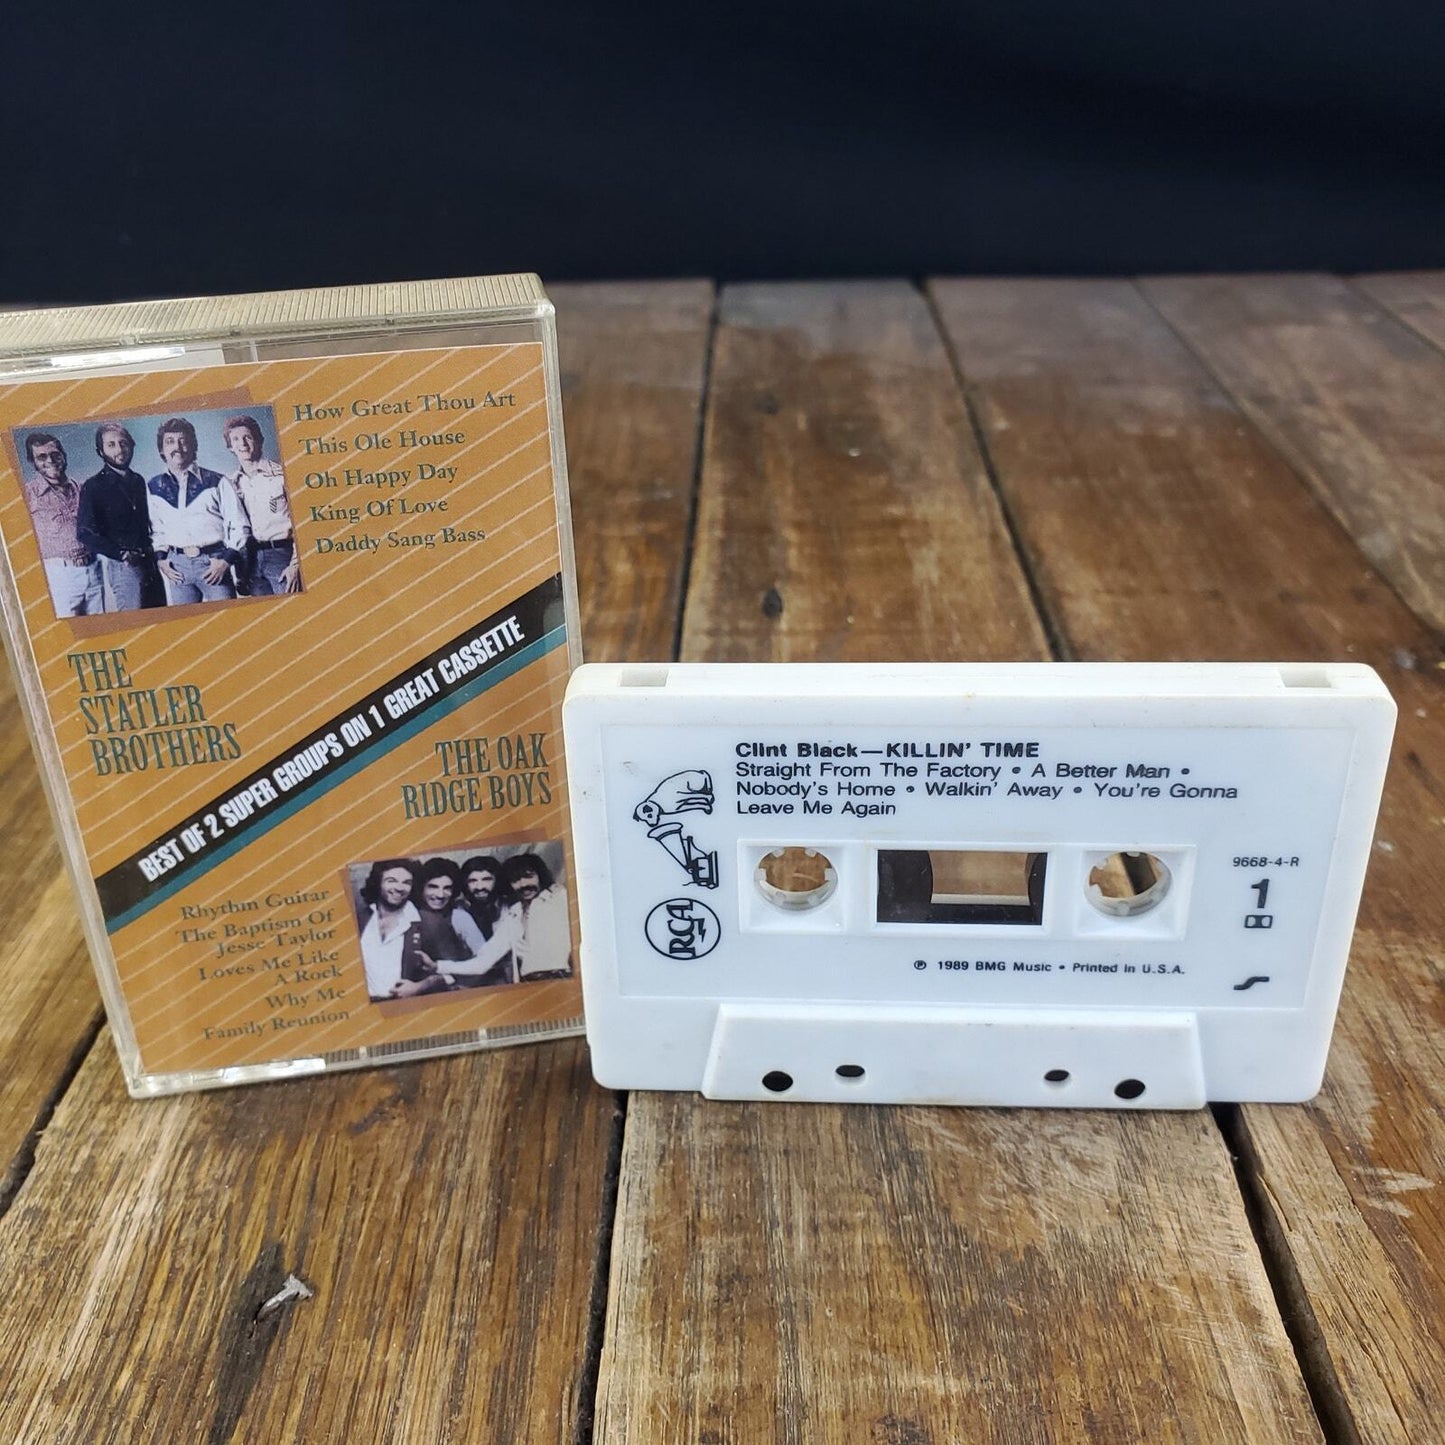 How Great Thou Art
This Ole House
Oh Happy Day
King Of Love
Daddy Sang Bass
THE
STATLER
BROTHERS
BEST OF 2 SUPER GROUPS ON 1 GREAT CASSETTE
THE OAK
RIDGE BOYS
Rhythm Guitar
The Baptism Of
Jesse Taylor
Loves Me Like
A Rock
Why Me
Family Reunion
Clint Black—KILLIN' TIME
Straight From The Factory • A Better Man •
Nobody's Home • Walkin' Away • You're Gonna
Leave Me Again
9668-4-R
1
RCA
℗ 1989 BMG Music • Printed in U.S.A.